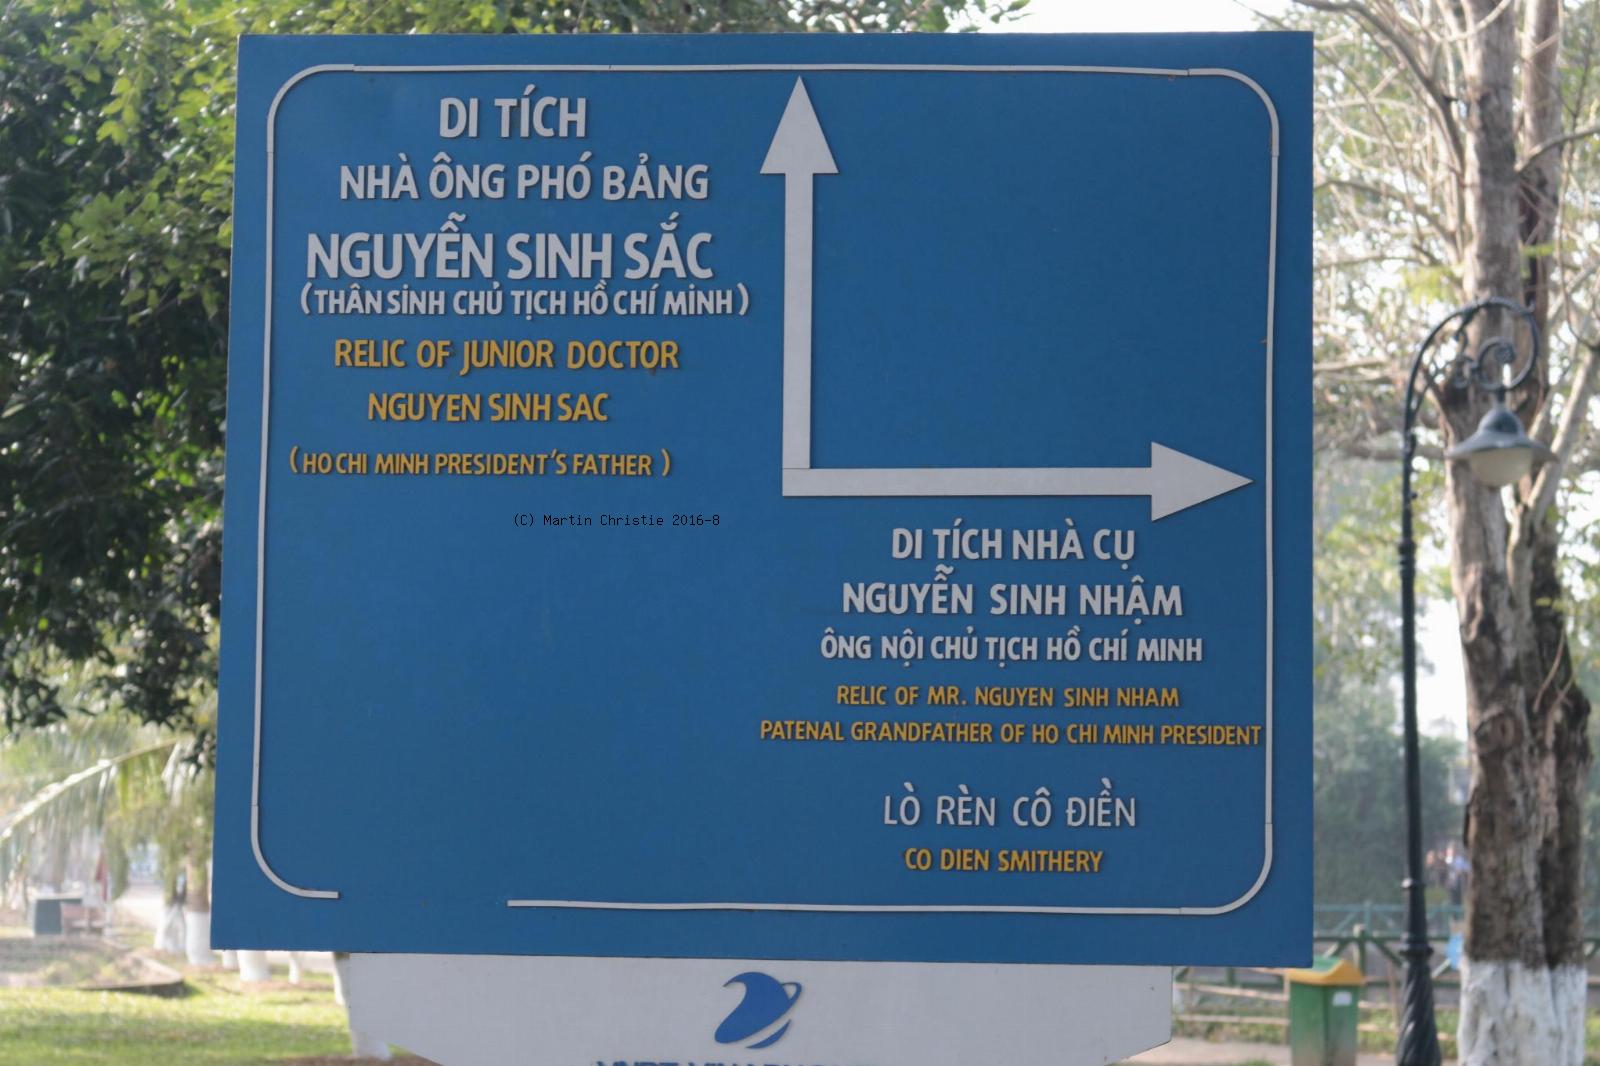 DI TÍCH
NHÀ ÔNG PHÓ BẢNG
NGUYỄN SINH SẮC
(THÂN SINH CHỦ TỊCH HỒ CHÍ MINH)
RELIC OF JUNIOR DOCTOR
NGUYEN SINH SAC
(HO CHI MINH PRESIDENT'S FATHER)
(C) Martin Christie 2016-8
DI TÍCH NHÀ CỤ
NGUYỄN SINH NHẬM
ÔNG NỘI CHỦ TỊCH HỒ CHÍ MINH
RELIC OF MR. NGUYEN SINH NHAM
PATENAL GRANDFATHER OF HO CHI MINH PRESIDENT
LÒ RÈN CÔ ĐIỀN
CO DIEN SMITHERY